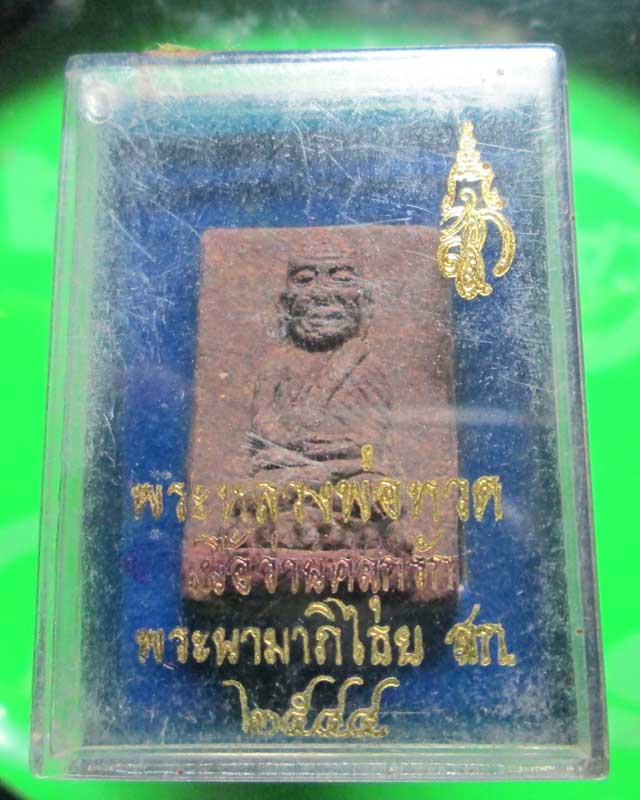 พระหลวงพ่อทวด
เนื้อว่านคลุกรัก
พระนามาภิไธย สก.
๒๕๔๔